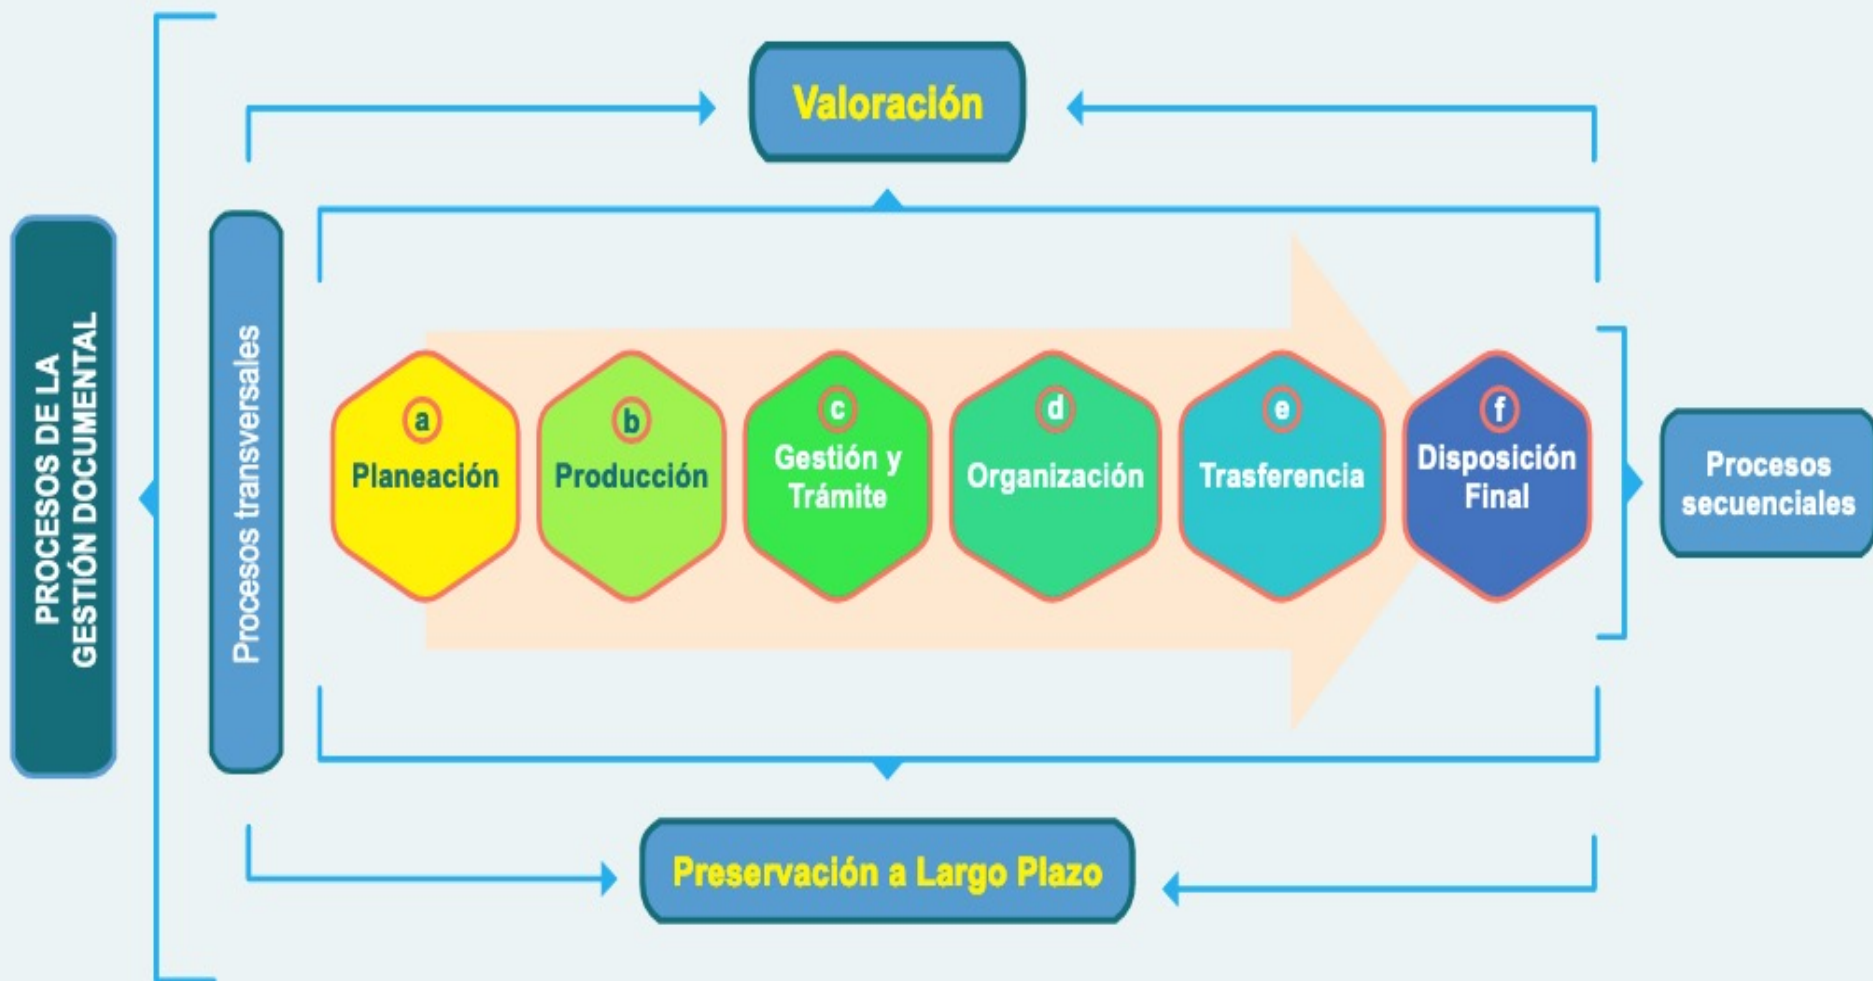 PROCESOS DE LA
GESTIÓN DOCUMENTAL
Procesos transversales
Valoración
a
Planeación
b
Producción
c
Gestión y
Trámite
d
Organización
e
Trasferencia
f
Disposición
Final
Procesos
secuenciales
Preservación a Largo Plazo